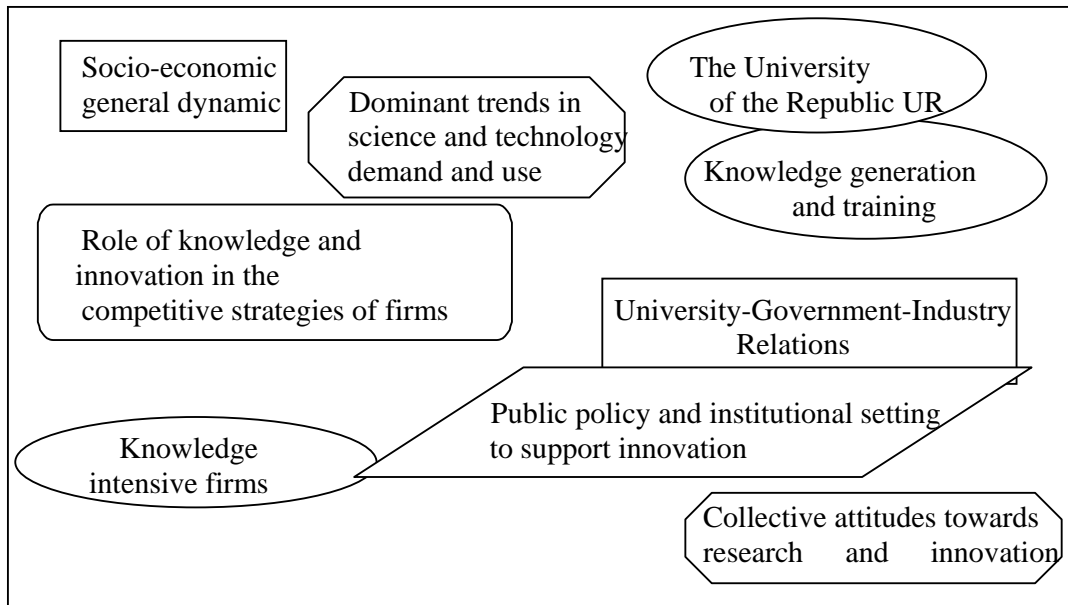 Socio-economic
general dynamic
Dominant trends in
science and technology
demand and use
The University
of the Republic UR
Knowledge generation
and training
Role of knowledge and
innovation in the
competitive strategies of firms
University-Government-Industry
Relations
Public policy and institutional setting
to support innovation
Knowledge
intensive firms
Collective attitudes towards
research and innovation